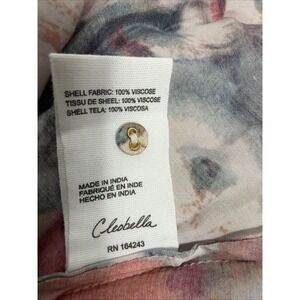 SHELL FABRIC: 100% VISCOSE
TISSU DE SHEEL: 100% VISCOSE
SHELL TELA: 100% VISCOSA
MADE IN INDIA
FABRIQUÉ EN INDE
HECHO EN INDIA
Cleobella
RN 164243